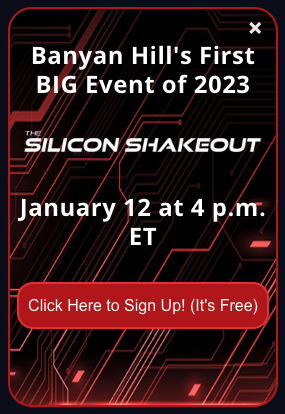 Banyan Hill's First
BIG Event of 2023
THE
SILICON SHAKEOUT
January 12 at 4 p.m.
ET
Click Here to Sign Up! (It's Free)